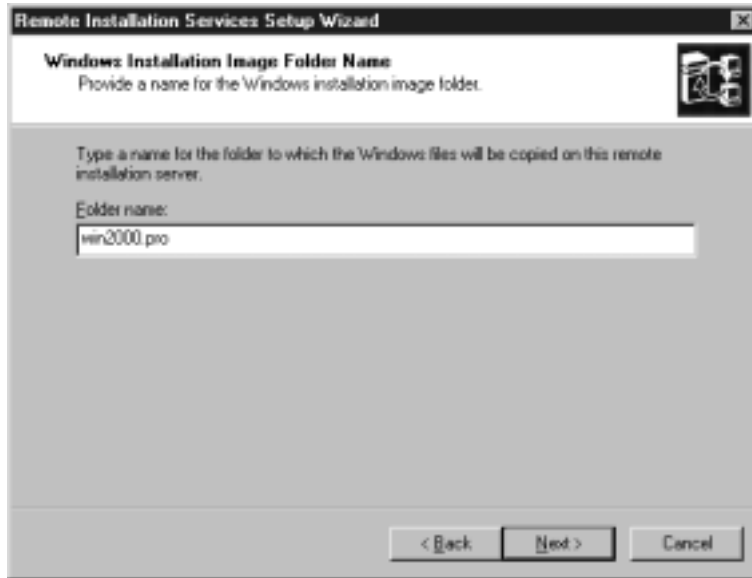 Remote Installation Services Setup Wizard
Windows Installation Image Folder Name
Provide a name for the Windows installation image folder.
Type a name for the folder to which the Windows files will be copied on this remote
installation server.
Folder name:
win2000.pro
< Back
Next >
Cancel